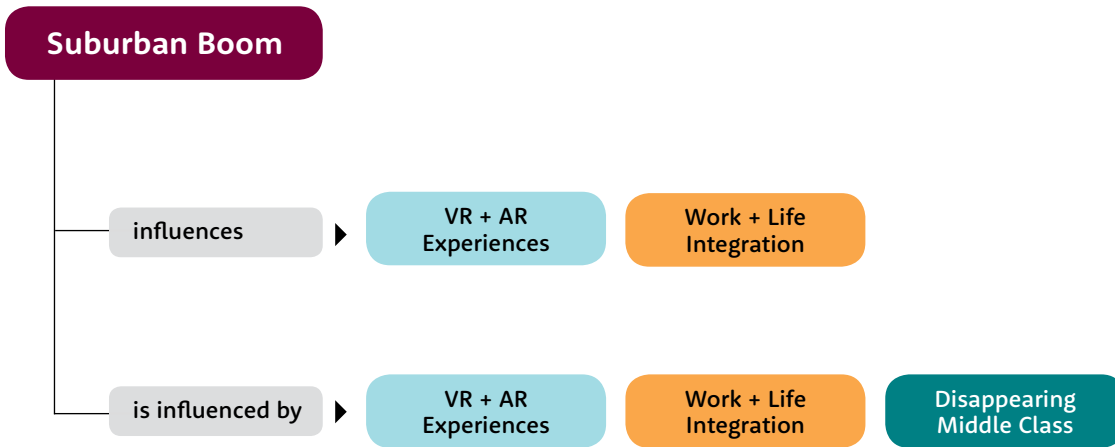 Suburban Boom
influences
VR + AR
Experiences
Work + Life
Integration
is influenced by
VR + AR
Experiences
Work + Life
Integration
Disappearing
Middle Class